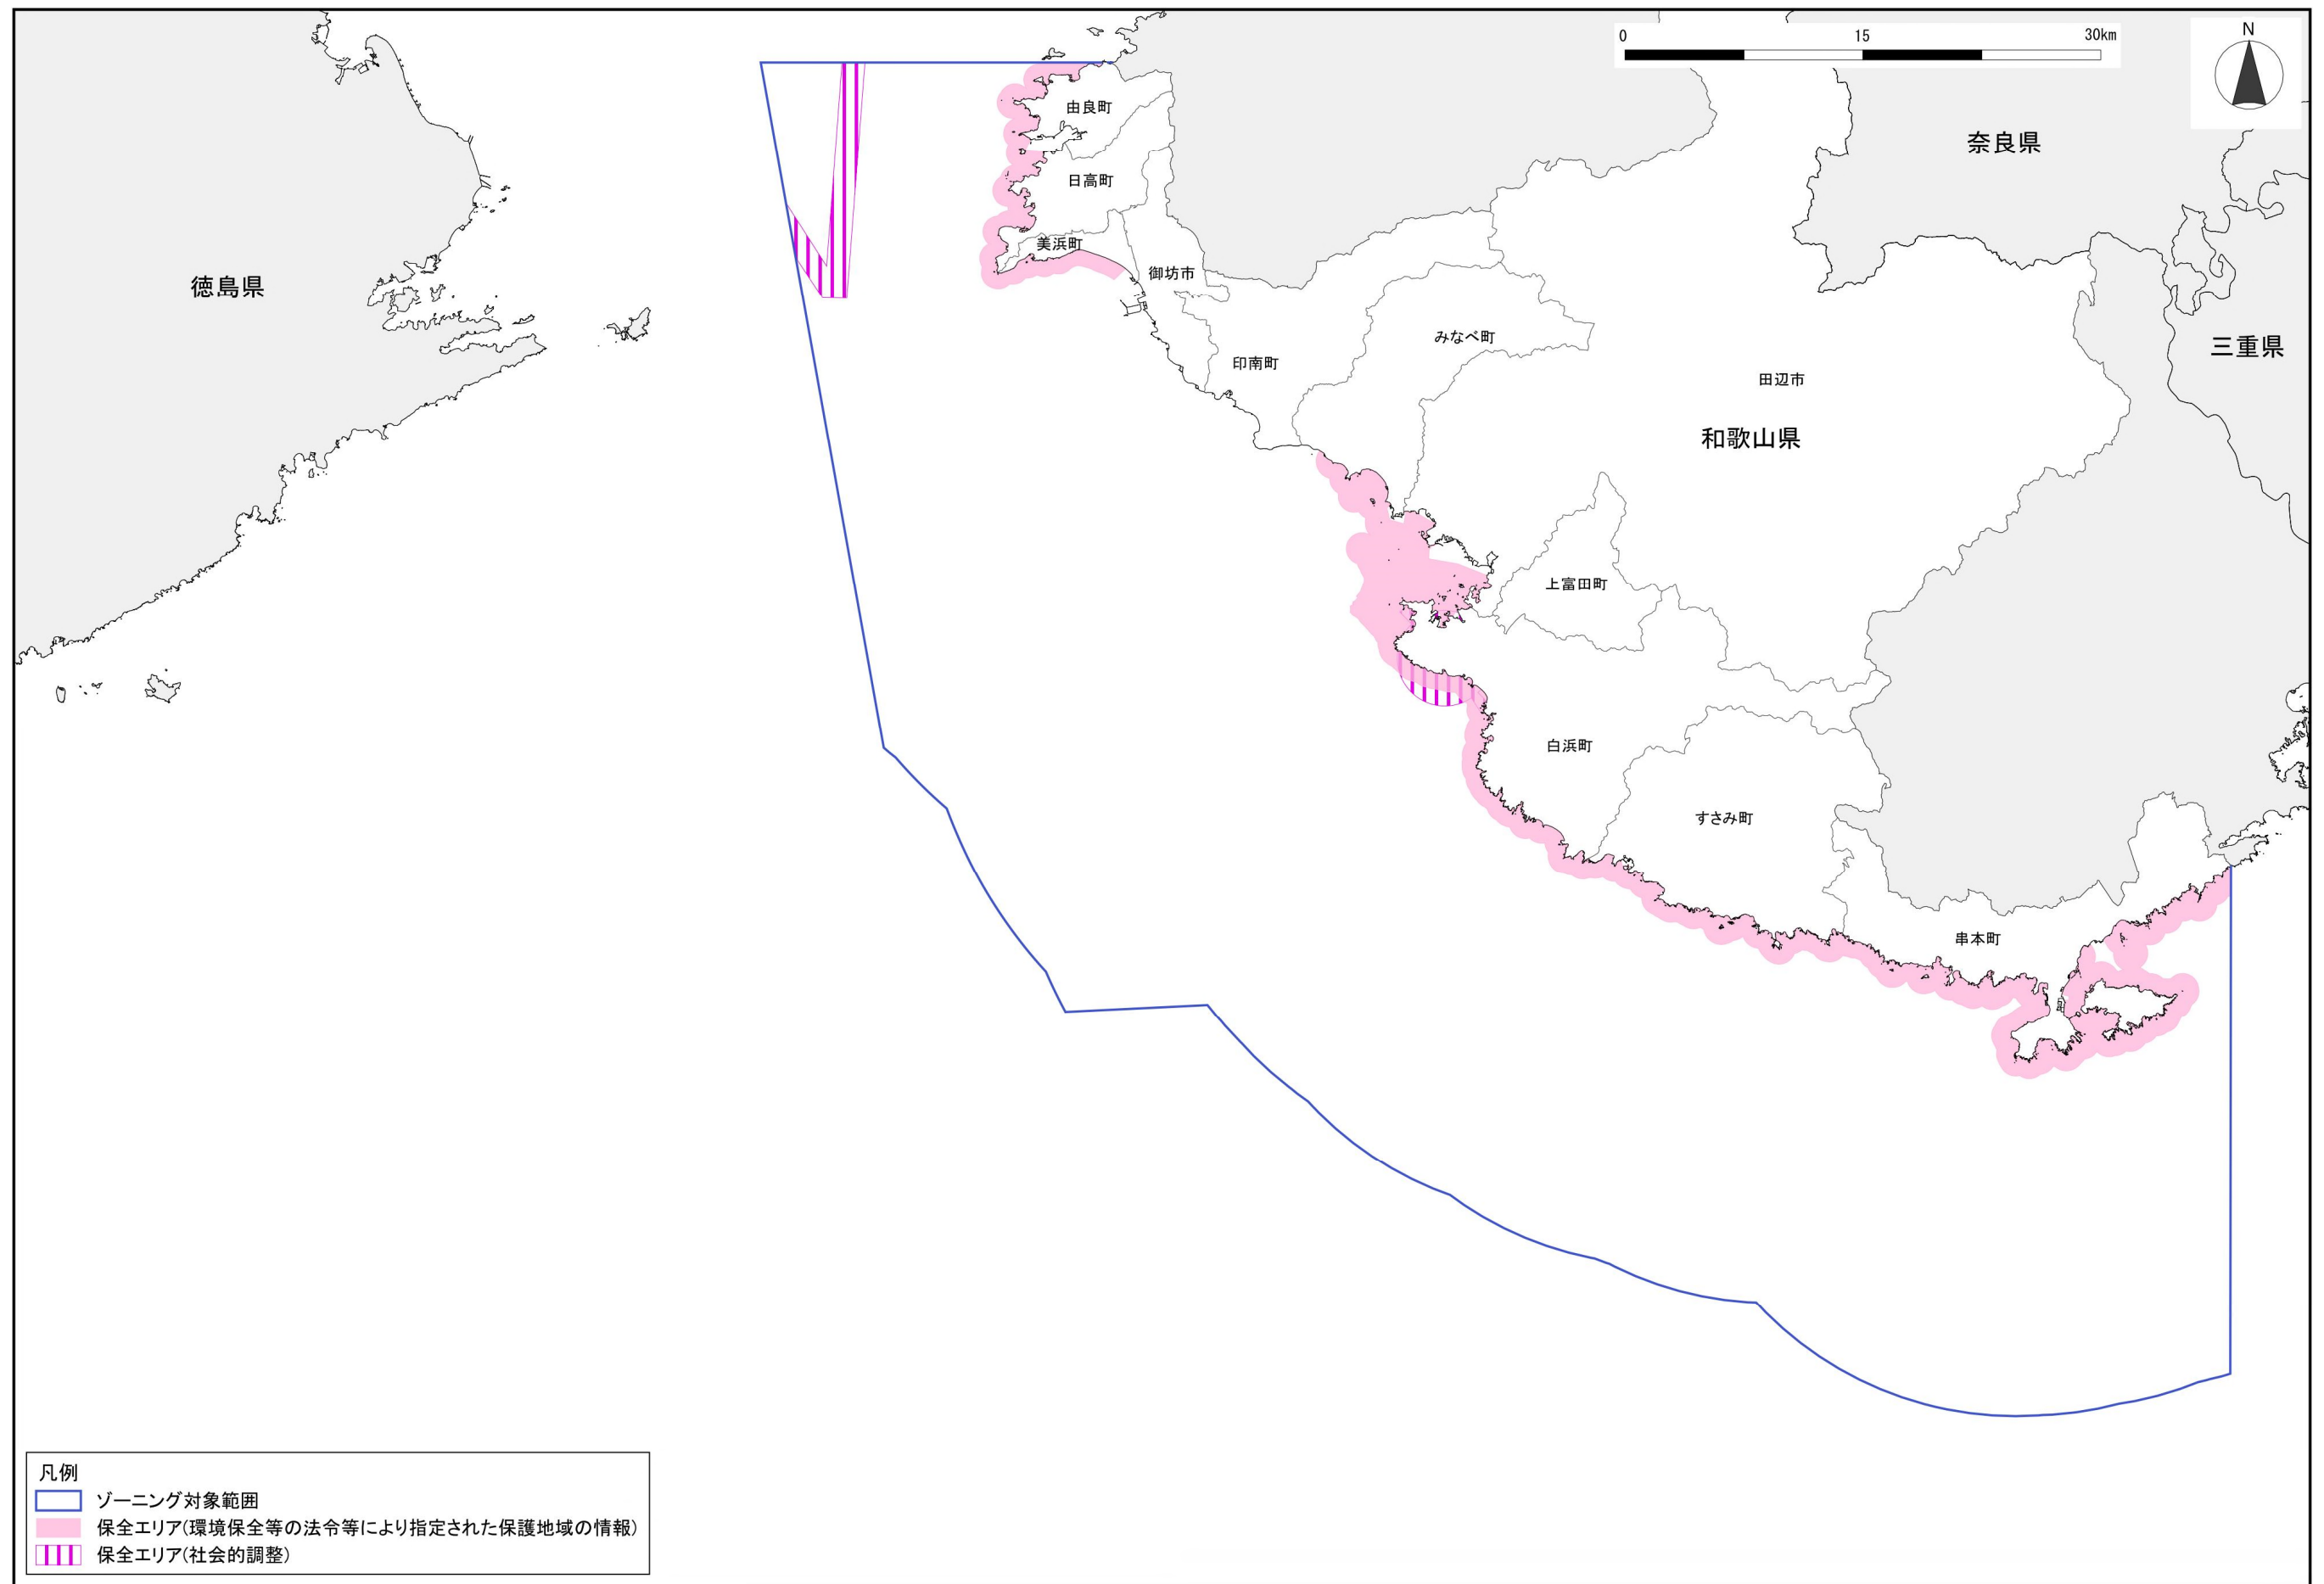 0 15 30km
N
由良町
奈良県
日高町
美浜町
御坊市
徳島県
みなべ町
三重県
印南町
田辺市
和歌山県
上富田町
白浜町
すさみ町
串本町
凡例
ゾーニング対象範囲
保全エリア(環境保全等の法令等により指定された保護地域の情報)
保全エリア(社会的調整)